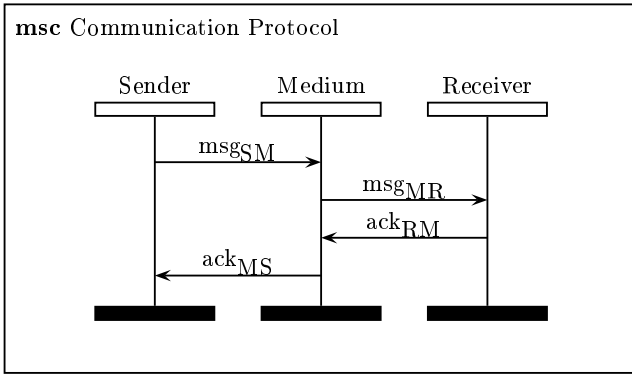 msc Communication Protocol
Sender Medium Receiver
msgSM
msgMR
ackRM
ackMS